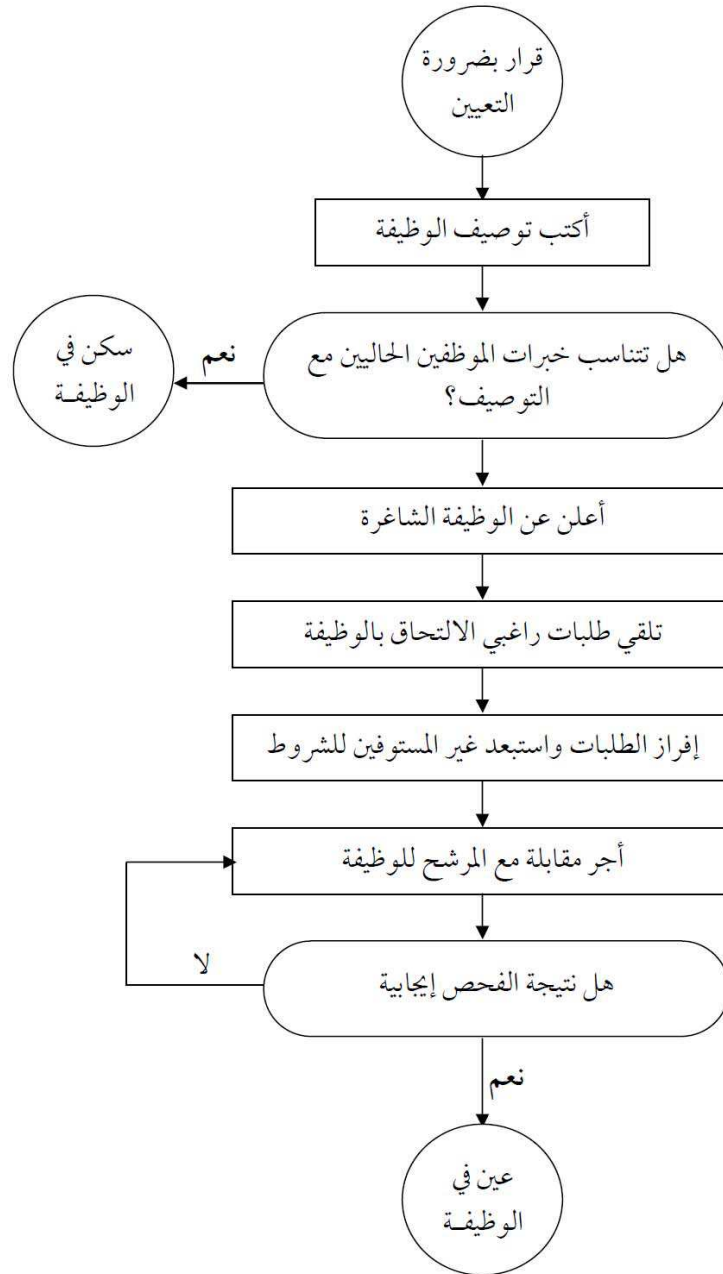 قرار بضرورة
التعيين
أكتب توصيف الوظيفة
هل تتناسب خبرات الموظفين الحاليين مع
التوصيف؟
نعم
سكن في
الوظيفــة
أعلن عن الوظيفة الشاغرة
تلقي طلبات راغبي الالتحاق بالوظيفة
إفراز الطلبات واستبعد غير المستوفين للشروط
أجر مقابلة مع المرشح للوظيفة
لا
هل نتيجة الفحص إيجابية
نعم
عين في
الوظيفــة